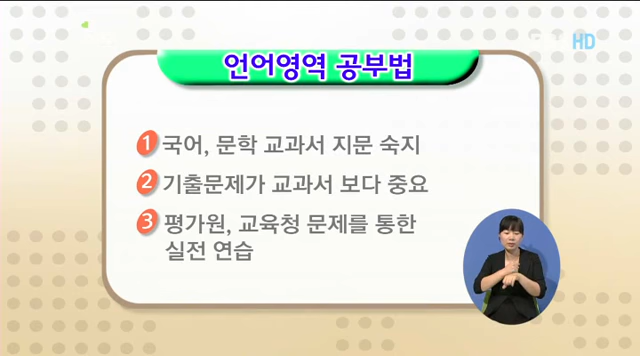 HD
언어영역 공부법
1 국어, 문학 교과서 지문 숙지
2 기출문제가 교과서 보다 중요
3 평가원, 교육청 문제를 통한
실전 연습